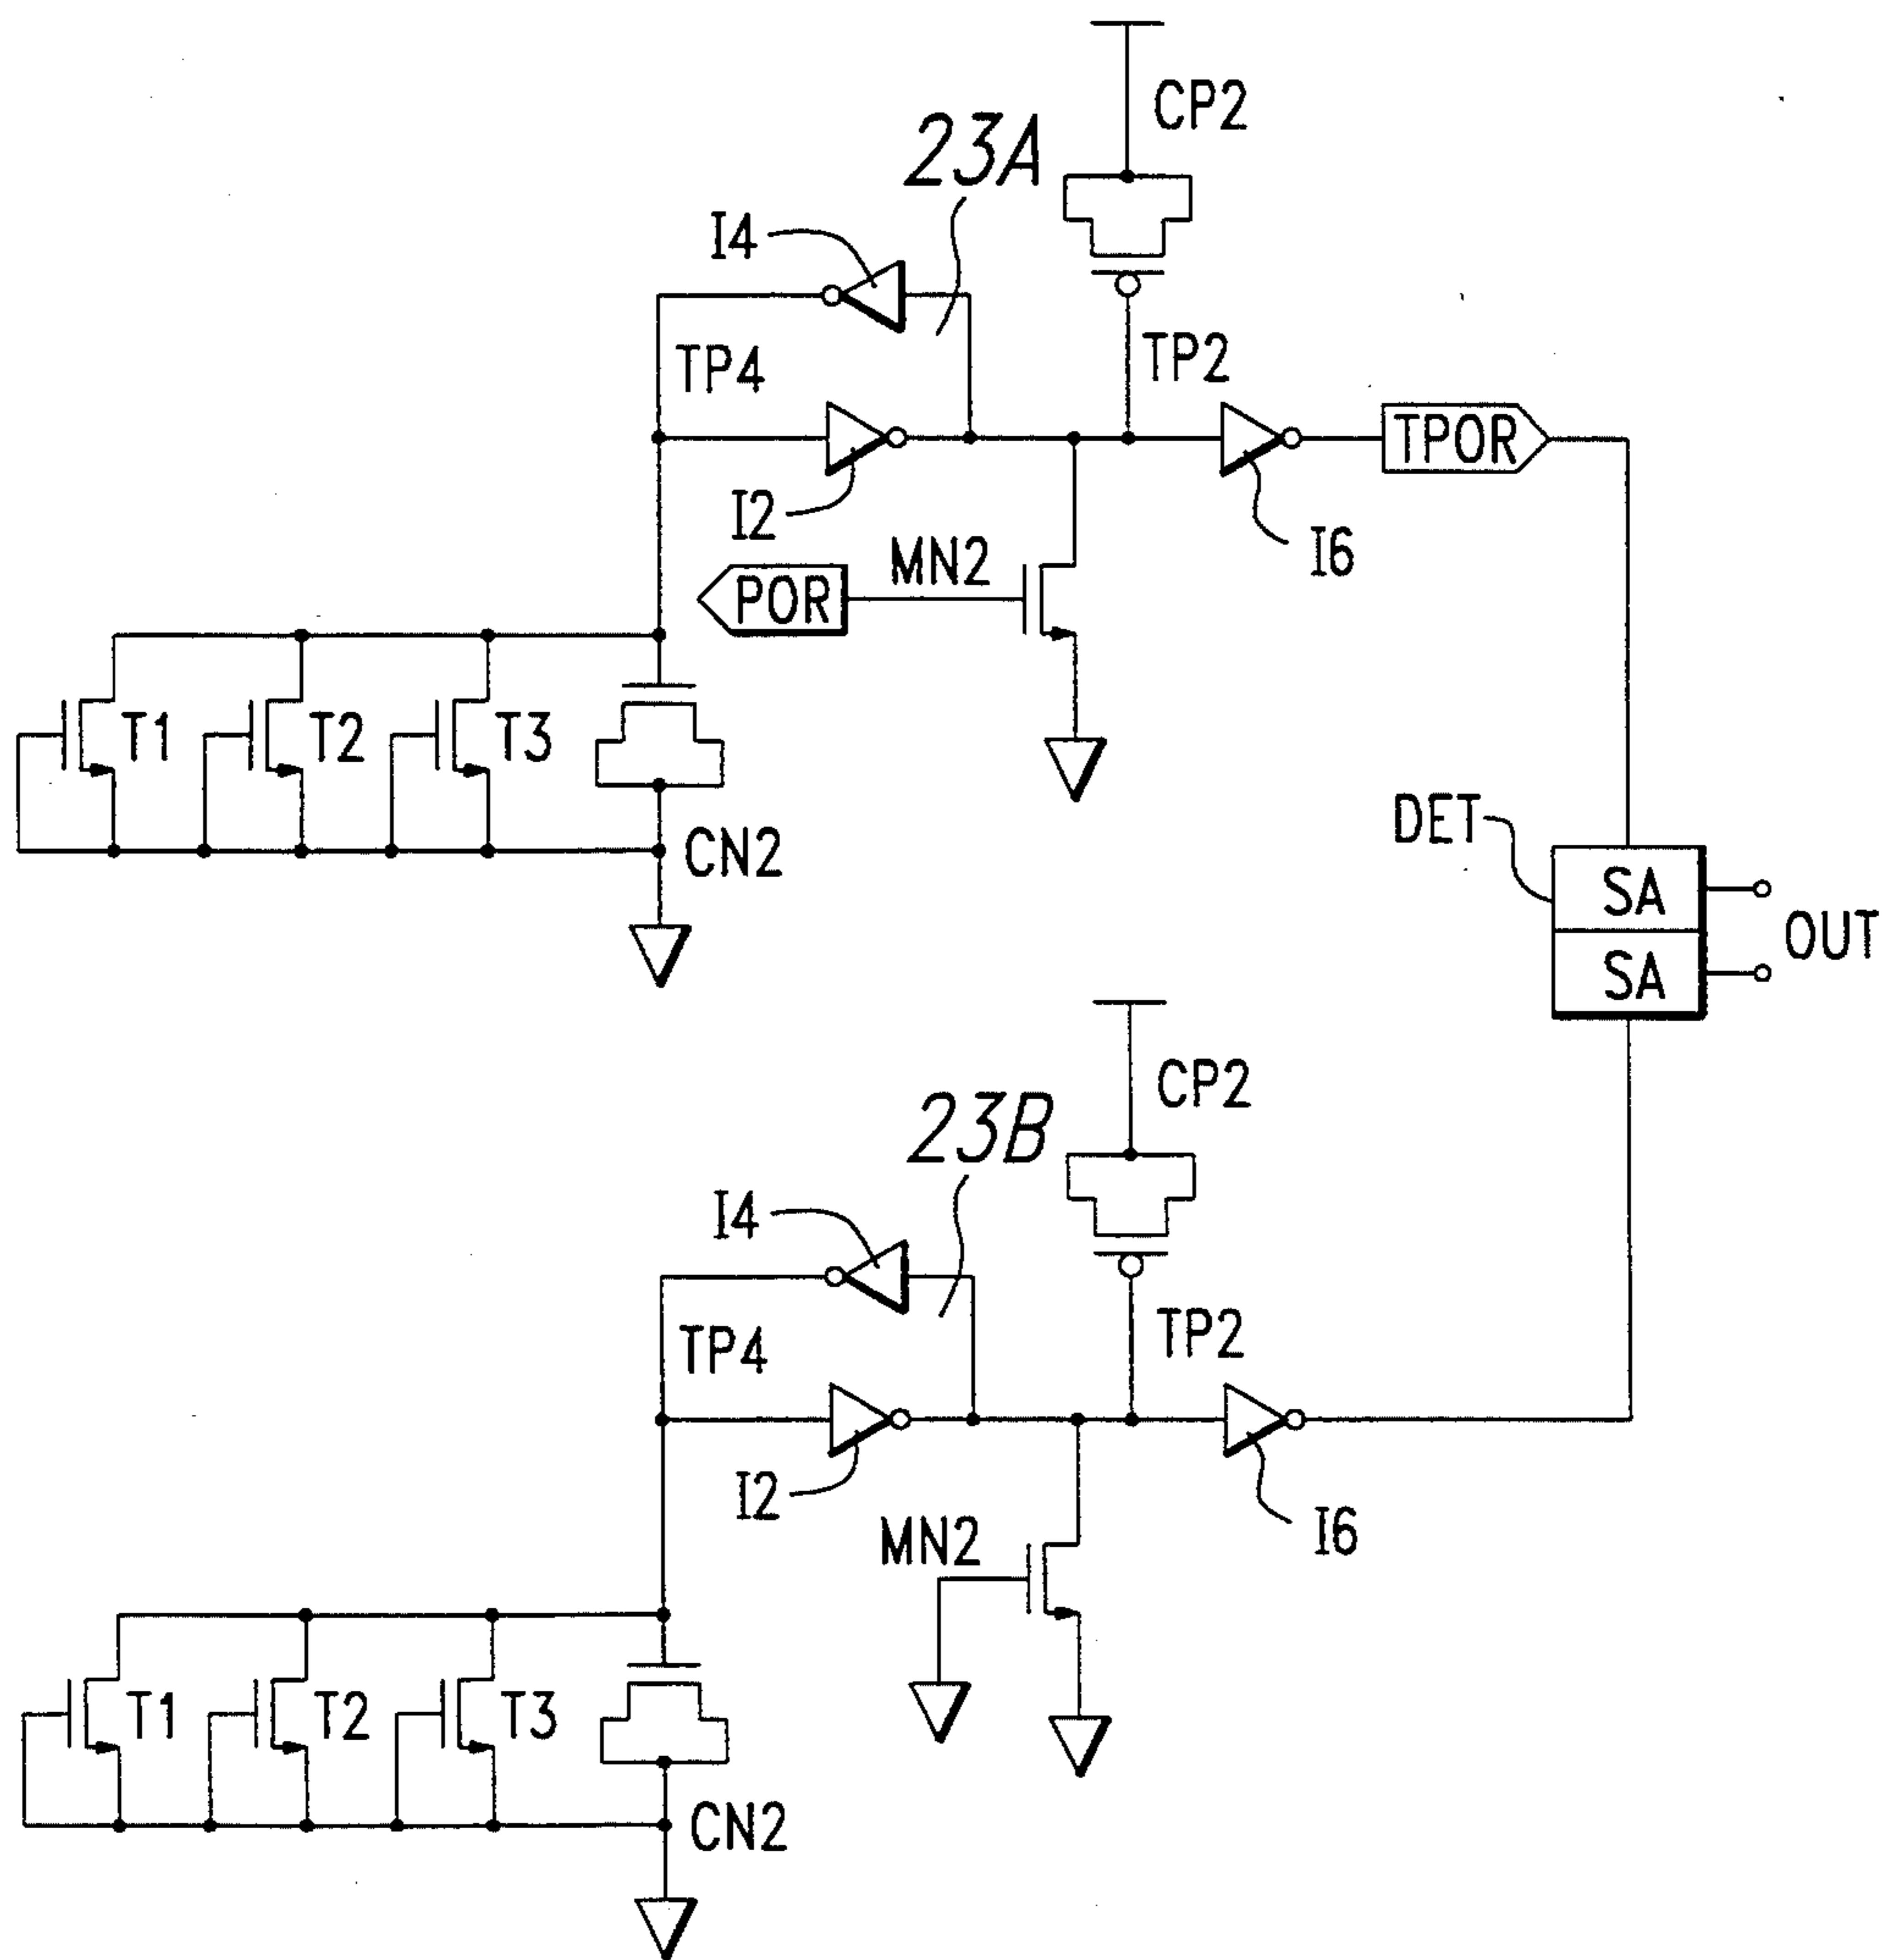 CP2
23A
I4
TP4
TP2
TPOR
I2
I6
MN2
POR
T1
T2
T3
CN2
DET
SA
SA
OUT
CP2
23B
I4
TP4
TP2
I2
I6
MN2
T1
T2
T3
CN2